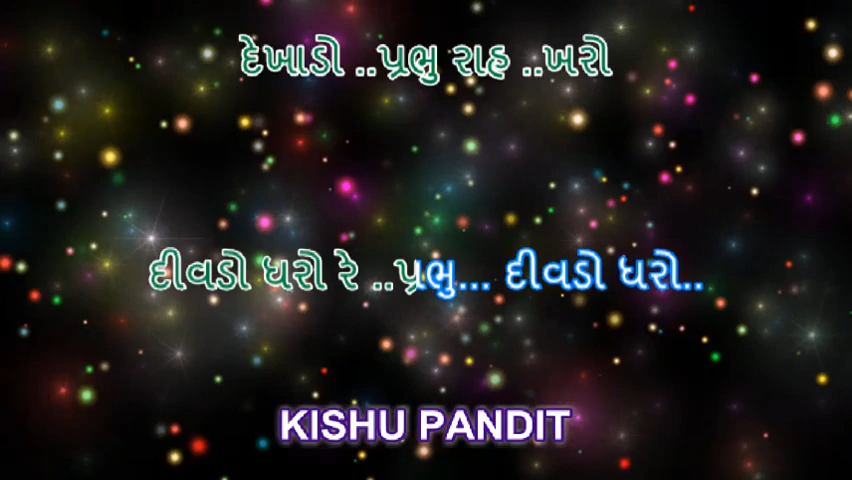 દેખાડો ..પ્રભુ રાહ ..ખરો
દીવડો ધરો રે ..પ્રભુ... દીવડો ધરો..
KISHU PANDIT